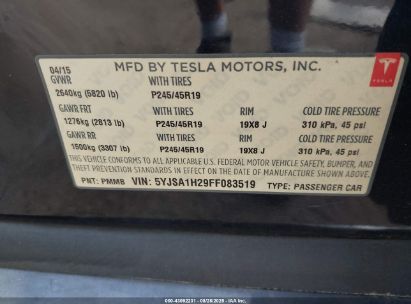 04/15 MFD BY TESLA MOTORS, INC.
GVWR WITH TIRES
2640kg (5820 lb) P245/45R19
TESLA
GAWR FRT WITH TIRES RIM COLD TIRE PRESSURE
1276kg (2813 lb) P245/45R19 19X8 J 310 kPa, 45 psi
GAWR RR WITH TIRES RIM COLD TIRE PRESSURE
1500kg (3307 lb) P245/45R19 19X8 J 310 kPa, 45 psi
THIS VEHICLE CONFORMS TO ALL APPLICABLE U.S. FEDERAL MOTOR VEHICLE SAFETY, BUMPER, AND
THEFT PREVENTION STANDARDS IN EFFECT ON THE DATE OF MANUFACTURE SHOWN ABOVE.
PNT: PMMB VIN: 5YJSA1H29FF083519 TYPE: PASSENGER CAR